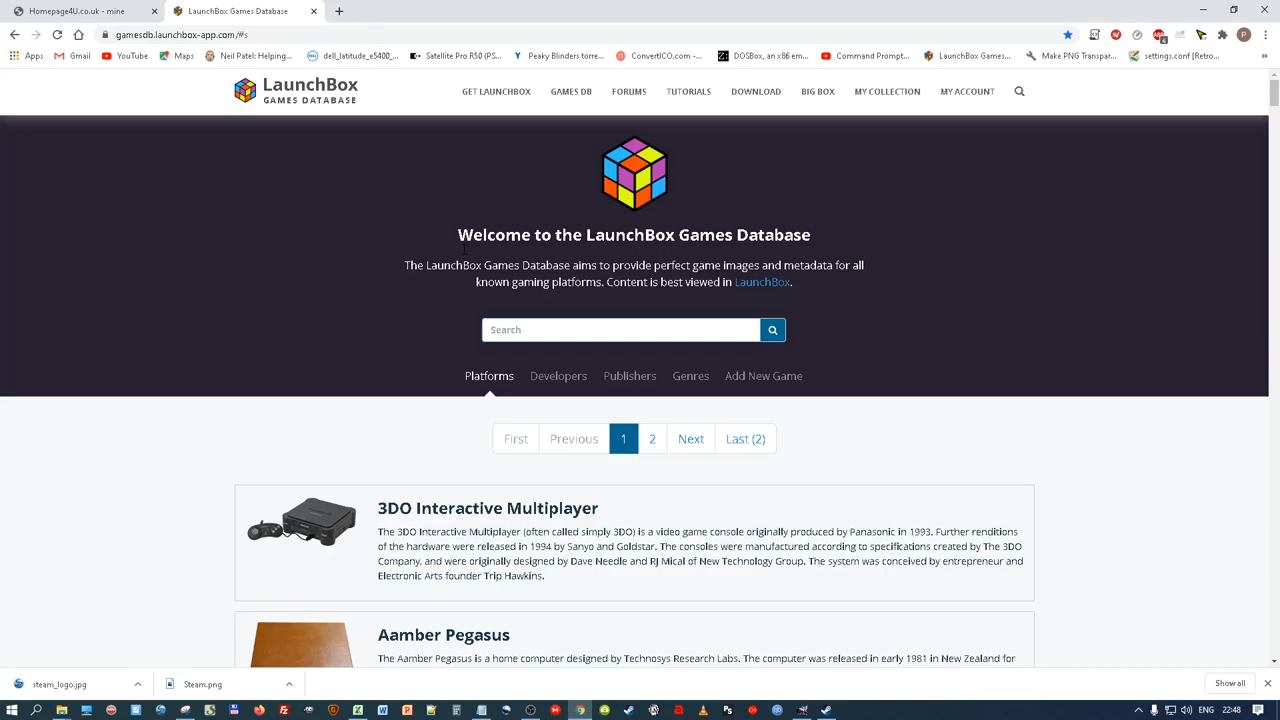 Homepage4U.co.uk - mine
LaunchBox Games Database
gamesdb.launchbox-app.com/#s
Apps
Gmail
YouTube
Maps
Neil Patel: Helping...
dell_latitude_e5400...
Satellite Pro R50 (PS...
Peaky Blinders torre...
ConvertICO.com -...
DOSBox, an x86 em...
Command Prompt...
LaunchBox Games...
Make PNG Transpar...
settings.conf [Retro...
LaunchBox
GAMES DATABASE
GET LAUNCHBOX
GAMES DB
FORUMS
TUTORIALS
DOWNLOAD
BIG BOX
MY COLLECTION
MY ACCOUNT
Welcome to the LaunchBox Games Database
The LaunchBox Games Database aims to provide perfect game images and metadata for all
known gaming platforms. Content is best viewed in LaunchBox.
Search
Platforms
Developers
Publishers
Genres
Add New Game
First
Previous
1
2
Next
Last (2)
3DO Interactive Multiplayer
The 3DO Interactive Multiplayer (often called simply 3DO) is a video game console originally produced by Panasonic in 1993. Further renditions
of the hardware were released in 1994 by Sanyo and Goldstar. The consoles were manufactured according to specifications created by The 3DO
Company, and were originally designed by Dave Needle and RJ Mical of New Technology Group. The system was conceived by entrepreneur and
Electronic Arts founder Trip Hawkins.
Aamber Pegasus
The Aamber Pegasus is a home computer designed by Technosys Research Labs. The computer was released in early 1981 in New Zealand for
steam_logo.jpg
Steam.png
Show all
ENG
22:48